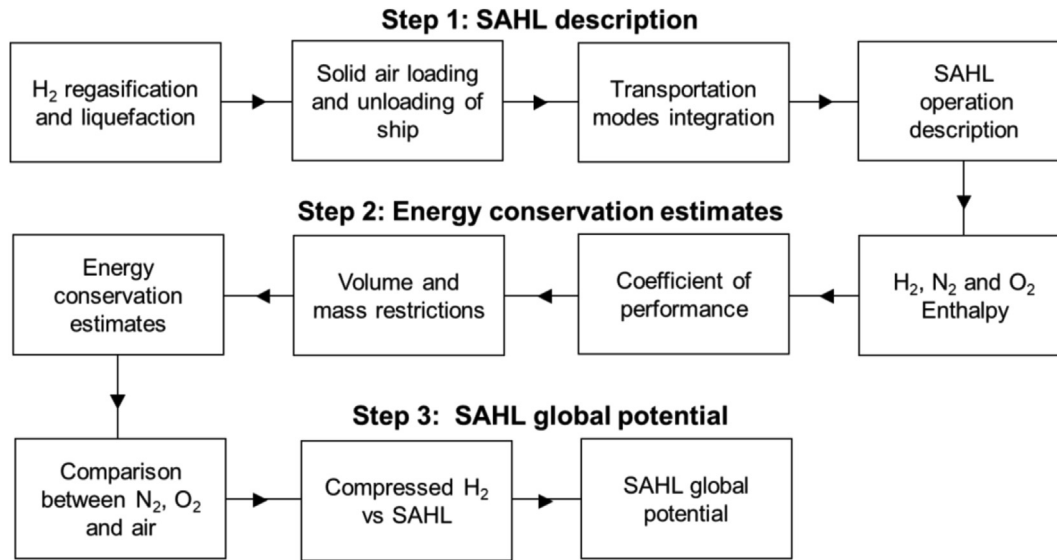 Step 1: SAHL description
H₂ regasification
and liquefaction
Solid air loading
and unloading of
ship
Transportation
modes integration
SAHL
operation
description
Step 2: Energy conservation estimates
Energy
conservation
estimates
Volume and
mass restrictions
Coefficient of
performance
H₂, N₂ and O₂
Enthalpy
Step 3:  SAHL global potential
Comparison
between N₂, O₂
and air
Compressed H₂
vs SAHL
SAHL global
potential